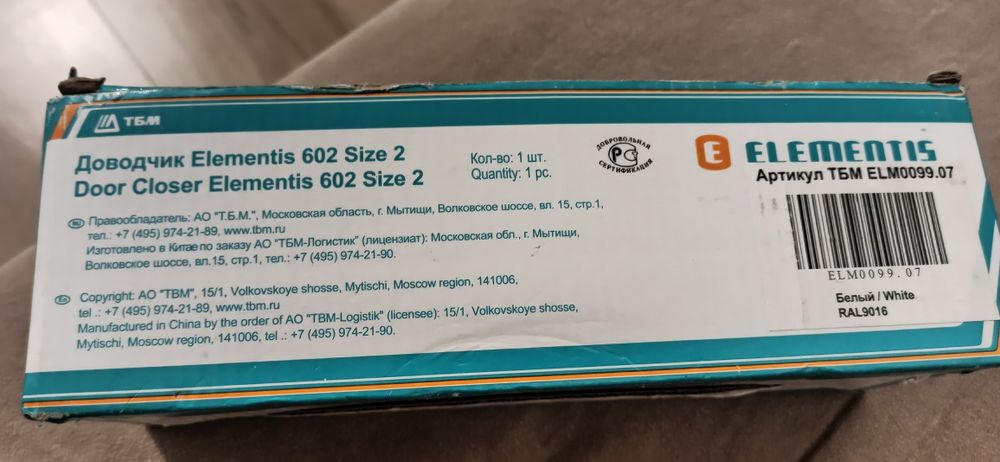 ТБМ
Доводчик Elementis 602 Size 2
Door Closer Elementis 602 Size 2
Кол-во: 1 шт.
Quantity: 1 pc.
ДОБРОВОЛЬНАЯ
РС
СЕРТИФИКАЦИЯ
E ELEMENTIS
Артикул ТБМ ELM0099.07
ELM0099.07
Белый / White
RAL9016
Ru Правообладатель: АО "Т.Б.М.", Московская область, г. Мытищи, Волковское шоссе, вл. 15, стр.1,
тел.: +7 (495) 974-21-89, www.tbm.ru
Изготовлено в Китае по заказу АО "ТБМ-Логистик" (лицензиат): Московская обл., г. Мытищи,
Волковское шоссе, вл.15, стр.1, тел.: +7 (495) 974-21-90.
En Copyright: АО "ТВМ", 15/1, Volkovskoye shosse, Mytischi, Moscow region, 141006,
tel .: +7 (495) 974-21-89, www.tbm.ru
Manufactured in China by the order of АО "TBM-Logistik" (licensee): 15/1, Volkovskoye shosse,
Mytischi, Moscow region, 141006, tel .: +7 (495) 974-21-90.